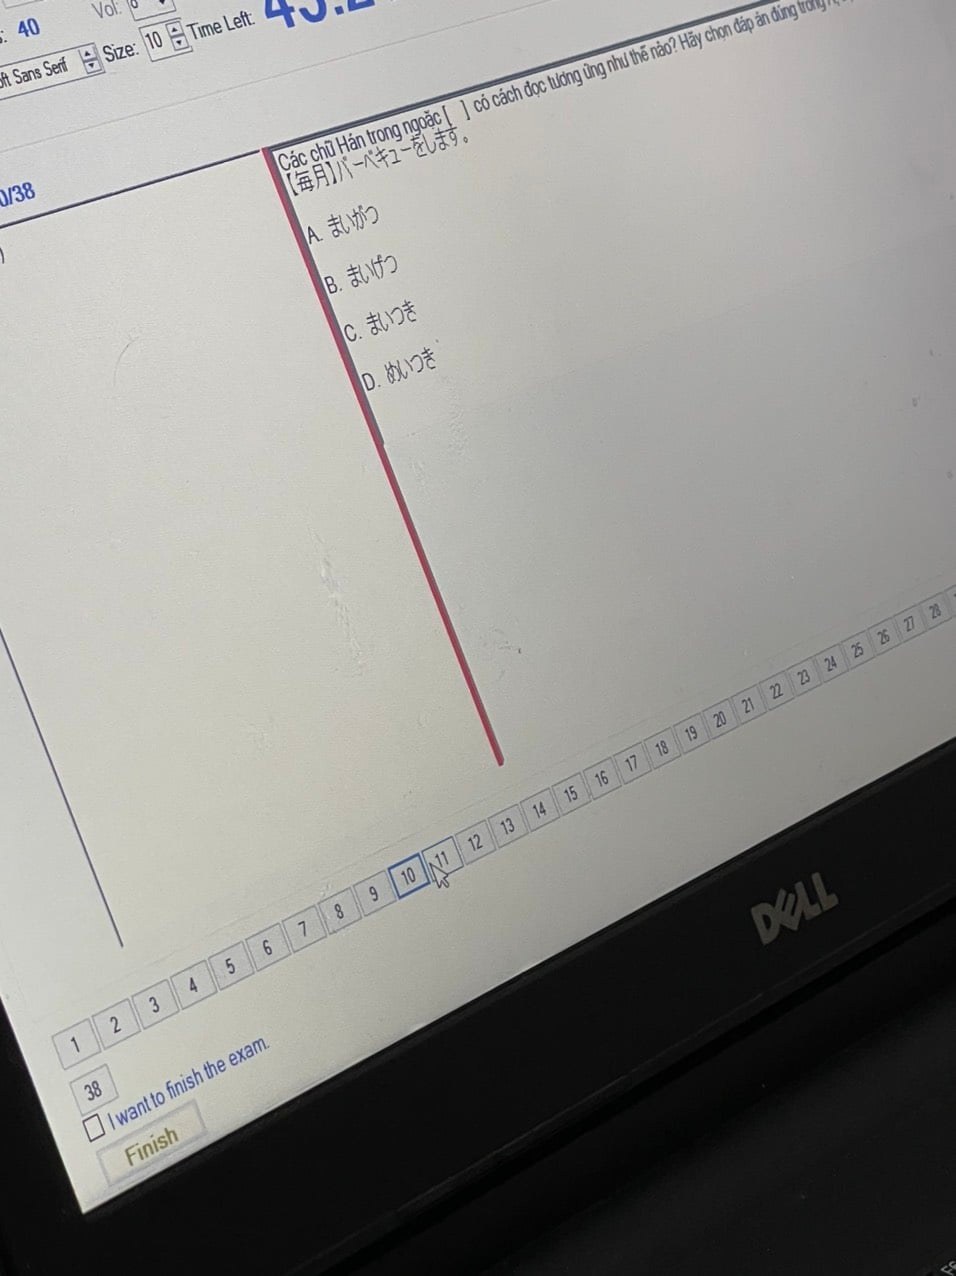 40
Vol:
Size: 10
Time Left:
0/38
Các chữ Hán trong ngoặc [ ] có cách đọc tương ứng như thế nào? Hãy chọn đáp án đúng trong
【毎月】バーベキューをします。
A. まいがつ
B. まいげつ
C. まいつき
D. めいつき
1 2 3 4 5 6 7 8 9 10 11 12 13 14 15 16 17 18 19 20 21 22 23 24 25 26 27 28
38
I want to finish the exam.
Finish
DELL